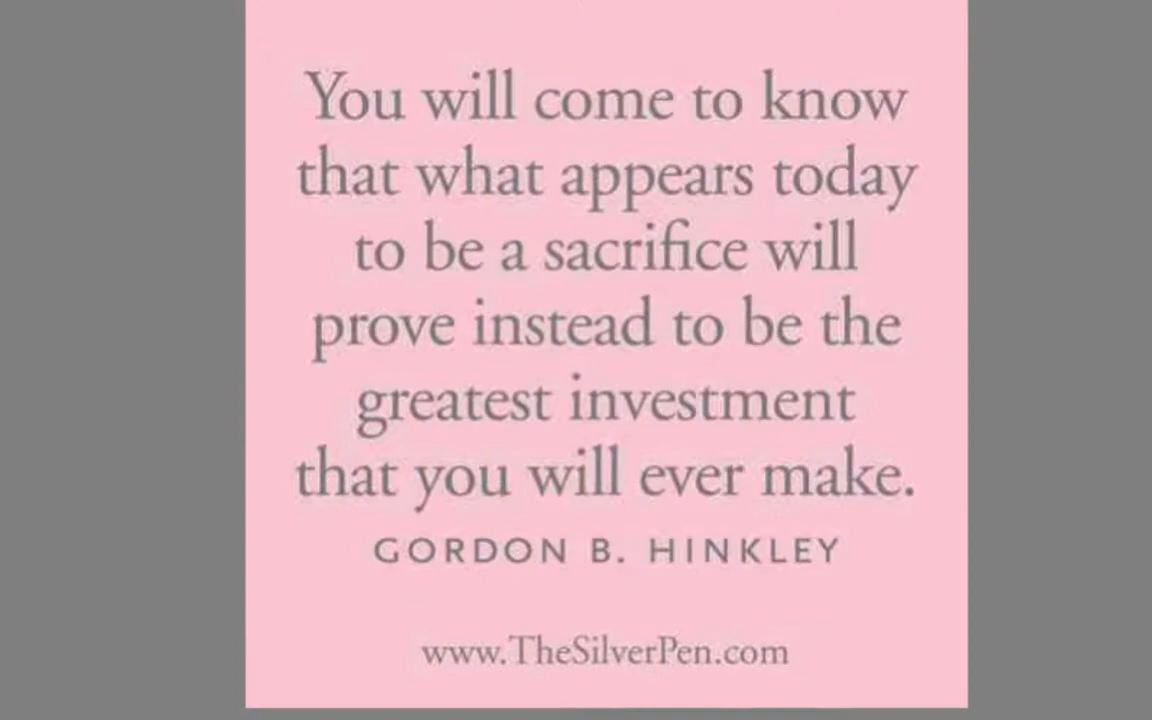 You will come to know
that what appears today
to be a sacrifice will
prove instead to be the
greatest investment
that you will ever make.
GORDON B. HINKLEY
www.TheSilverPen.com